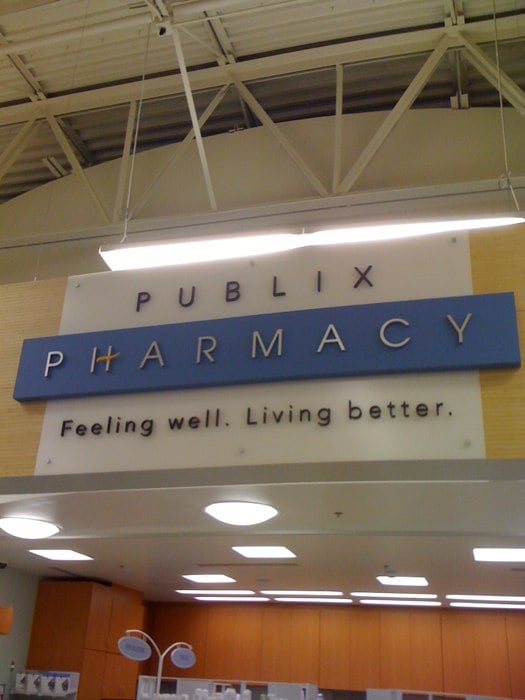 PUBLIX
PHARMACY
Feeling well. Living better.